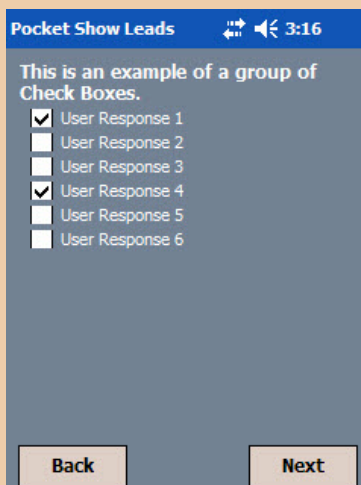 Pocket Show Leads 3:16
This is an example of a group of
Check Boxes.
User Response 1
User Response 2
User Response 3
User Response 4
User Response 5
User Response 6
Back Next